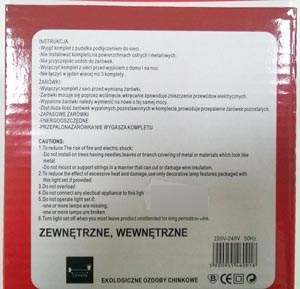 INSTRUKCJA
-Wyjąć komplet z pudełka podłączeniem do sieci.
-Nie instalować kompletu na powierzchniach ostrych i metalowych.
-Nie przyczepiać ozdób do żarówek.
-Wyłączyć komplet z sieci przed wyjściem z domu i na noc.
-Nie łączyć w jeden więcej niż 3 komplety.
ŻARÓWKI:
-Wyłączyć komplet z sieci przed wymianą żarówki.
-Żarówki mocuje się poprzez wciśnięcie, wkręcanie spowoduje zniszczenie przewodów elektrycznych.
-Wypalone żarówki należy wymienić na nowe o tej samej mocy.
-Zbyt duża ilość żarówek wypalonych, pozostawionych w komplecie, prowoduje przepalenie żarówek pozostałych.
-ZAPASOWE ŻARÓWKI
-ENERGOOSZCZĘDNE
-PRZEPALONA ŻARÓWKA NIE WYGASZA KOMPLETU
CAUTIONS:
1. To reduce The risk of fire and electric shock:
-Do not install on trees having needles,leaves or branch covering of metal or materials which look like
metal.
-Do not mount or support strings in a manner that can cut or damage wire insulation.
2. To reduce the effect of excessive heat and damage use only decorative lamp features packaged with
this light set,if provided.
3. Do not overload
4. Do not connect any electrical appliance to this ligh
5. Do not operate light set if:
-one or more lamps are missing;
-one or more lamps are broken.
6. Turn light set off when you must leave product unattended for long periods
ZEWNĘTRZNE, WEWNĘTRZNE
220V-240V 50Hz
EKOLOGICZNE OZDOBY CHINKOWE